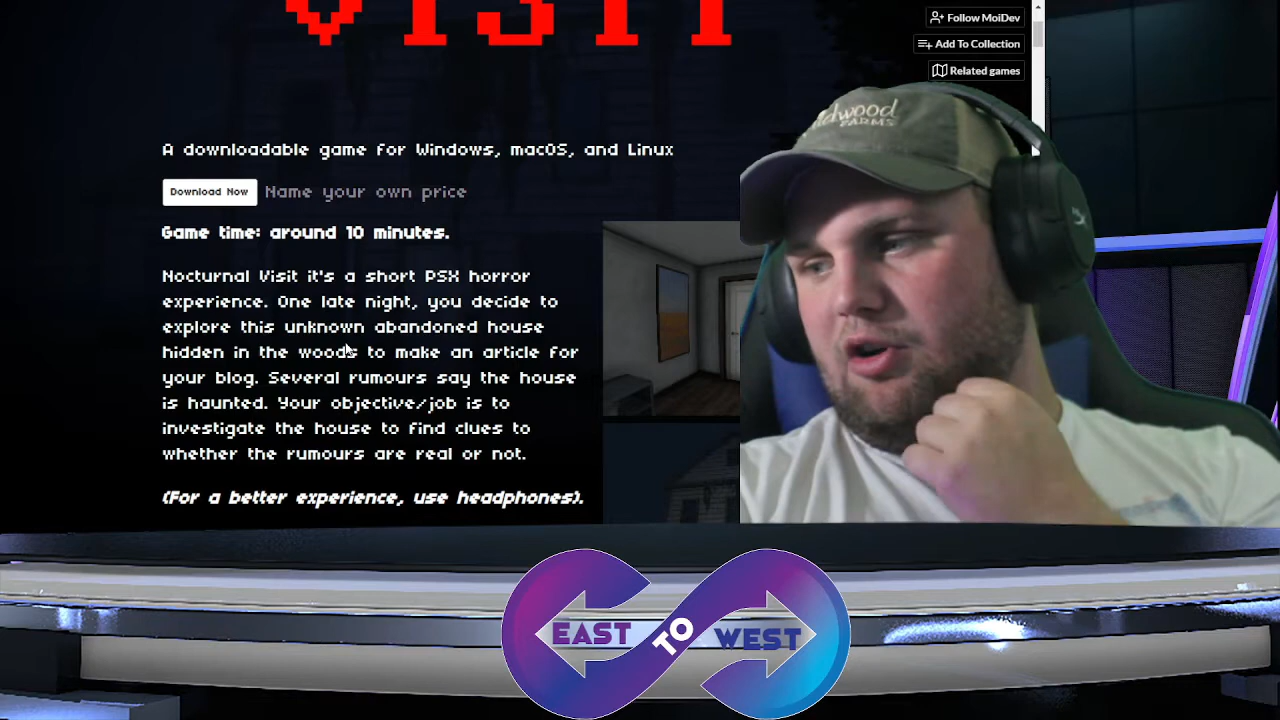 VISIT
Follow MoiDev
Add To Collection
Related games
A downloadable game for Windows, macOS, and Linux
Download Now Name your own price
Game time: around 10 minutes.
Nocturnal Visit it's a short PSX horror
experience. One late night, you decide to
explore this unknown abandoned house
hidden in the woods to make an article for
your blog. Several rumours say the house
is haunted. Your objective/job is to
investigate the house to find clues to
whether the rumours are real or not.
(For a better experience, use headphones).
FARMS
EAST TO WEST